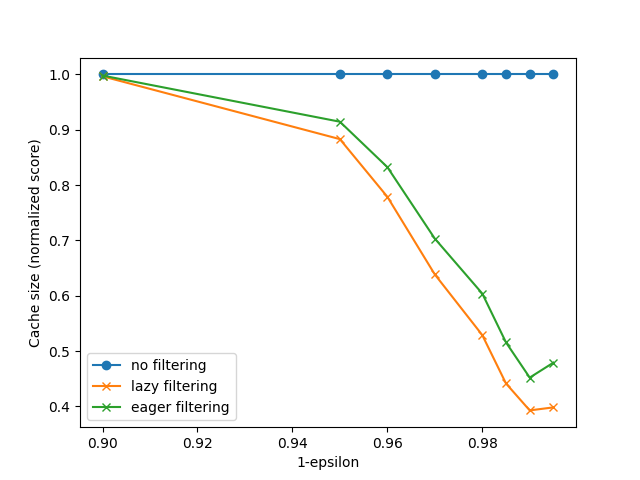 1.0
0.9
0.8
0.7
0.6
0.5
0.4
Cache size (normalized score)
no filtering
lazy filtering
eager filtering
0.90 0.92 0.94 0.96 0.98
1-epsilon